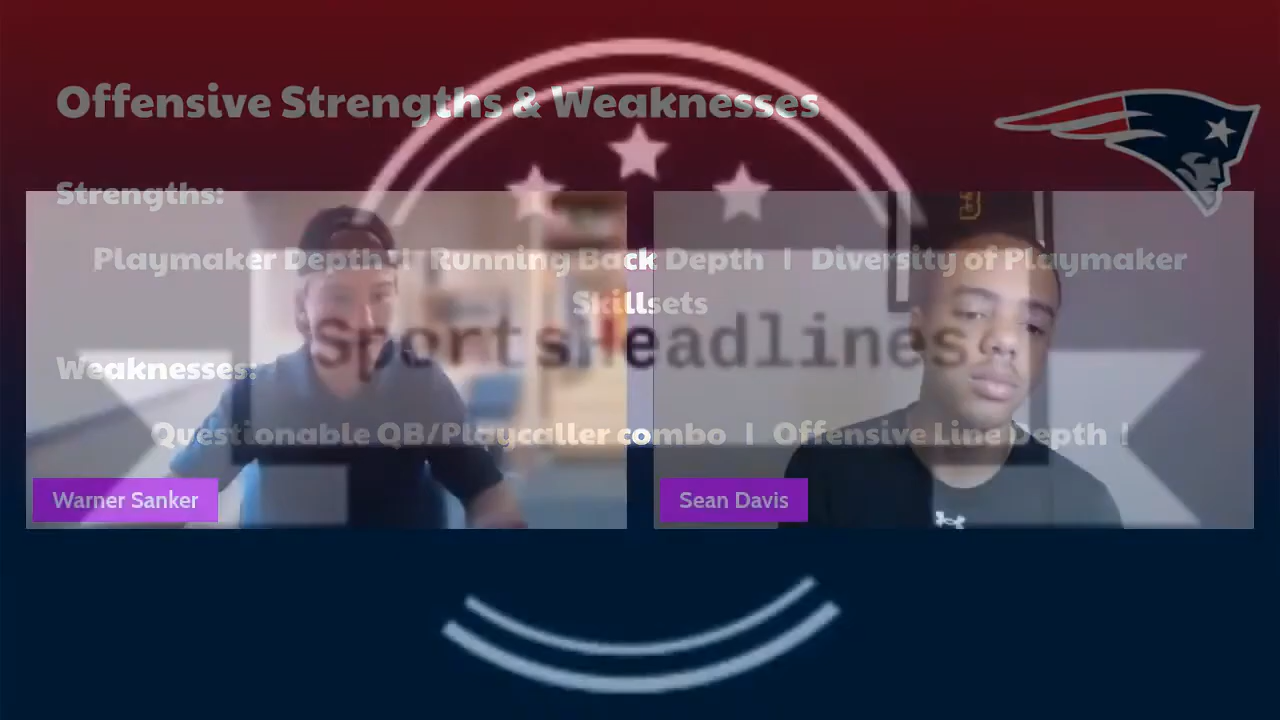 Offensive Strengths & Weaknesses
Strengths:
Playmaker Depth | Running Back Depth | Diversity of Playmaker
Skillsets
SportsHeadlines
Weaknesses:
Questionable QB/Playcaller combo | Offensive Line Depth |
Warner Sanker
Sean Davis